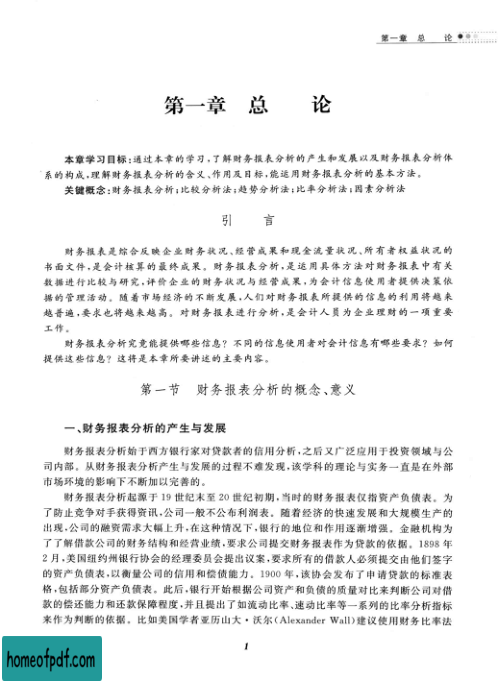 第一章 总 论
第一章 总 论
本章学习目标:通过本章的学习,了解财务报表分析的产生和发展以及财务报表分析体
系的构成,理解财务报表分析的含义、作用及目标,能运用财务报表分析的基本方法。
关键概念:财务报表分析;比较分析法;趋势分析法;比率分析法;因素分析法
引 言
财务报表是综合反映企业财务状况、经营成果和现金流量状况、所有者权益状况的
书面文件,是会计核算的最终成果。财务报表分析,是运用具体方法对财务报表中有关
数据进行比较与研究,评价企业的财务状况与经营成果,为会计信息使用者提供决策依
据的管理活动。随着市场经济的不断发展,人们对财务报表所提供的信息的利用将越来
越普遍,要求也将越来越高。对财务报表进行分析,是会计人员为企业理财的一项重要
工作。
财务报表分析究竟能提供哪些信息?不同的信息使用者对会计信息有哪些要求?如何
提供这些信息?这将是本章所要讲述的主要内容。
第一节 财务报表分析的概念、意义
一、财务报表分析的产生与发展
财务报表分析始于西方银行家对贷款者的信用分析,之后又广泛应用于投资领域与公
司内部。从财务报表分析产生与发展的过程不难发现,该学科的理论与实务一直是在外部
市场环境的影响下不断加以完善的。
财务报表分析起源于 19 世纪末至 20 世纪初期,当时的财务报表仅指资产负债表。为
了防止竞争对手获得资讯,公司一般不公布利润表。随着经济的快速发展和大规模生产的
出现,公司的融资需求大幅上升,在这种情况下,银行的地位和作用逐渐增强。金融机构为
了了解借款公司的财务结构和经营业绩,要求公司提交财务报表作为贷款的依据。1898 年
2 月,美国纽约州银行协会的经理委员会提出议案,要求所有的借款人必须提交由他们签字
的资产负债表,以衡量公司的信用和偿债能力。1900 年,该协会发布了申请贷款的标准表
格,包括部分资产负债表。此后,银行开始根据公司资产和负债的质量对比来判断公司对借
款的偿还能力和还款保障程度,并且提出了如流动比率、速动比率等一系列的比率分析指标
来作为判断的依据。比如美国学者亚历山大·沃尔(Alexander Wall)建议使用财务比率法
1
homeofpdf.com